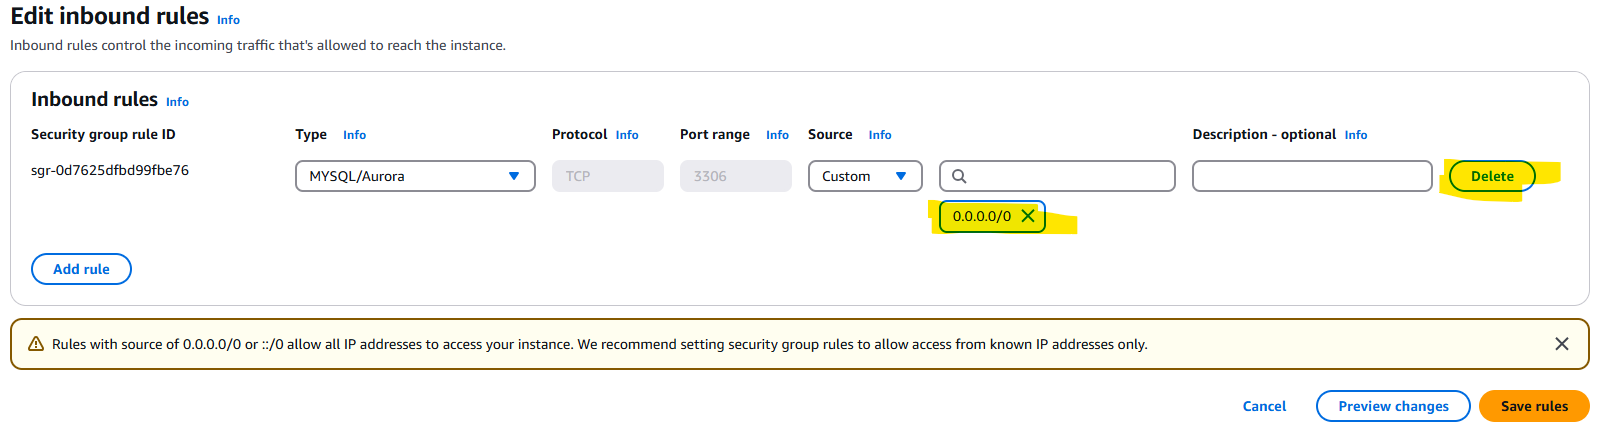 Edit inbound rules Info
Inbound rules control the incoming traffic that's allowed to reach the instance.
Inbound rules Info
Security group rule ID Type Info Protocol Info Port range Info Source Info Description - optional Info
sgr-0d7625dfbd99fbe76 MYSQL/Aurora TCP 3306 Custom Delete
0.0.0.0/0
Add rule
Rules with source of 0.0.0.0/0 or ::/0 allow all IP addresses to access your instance. We recommend setting security group rules to allow access from known IP addresses only.
Cancel Preview changes Save rules